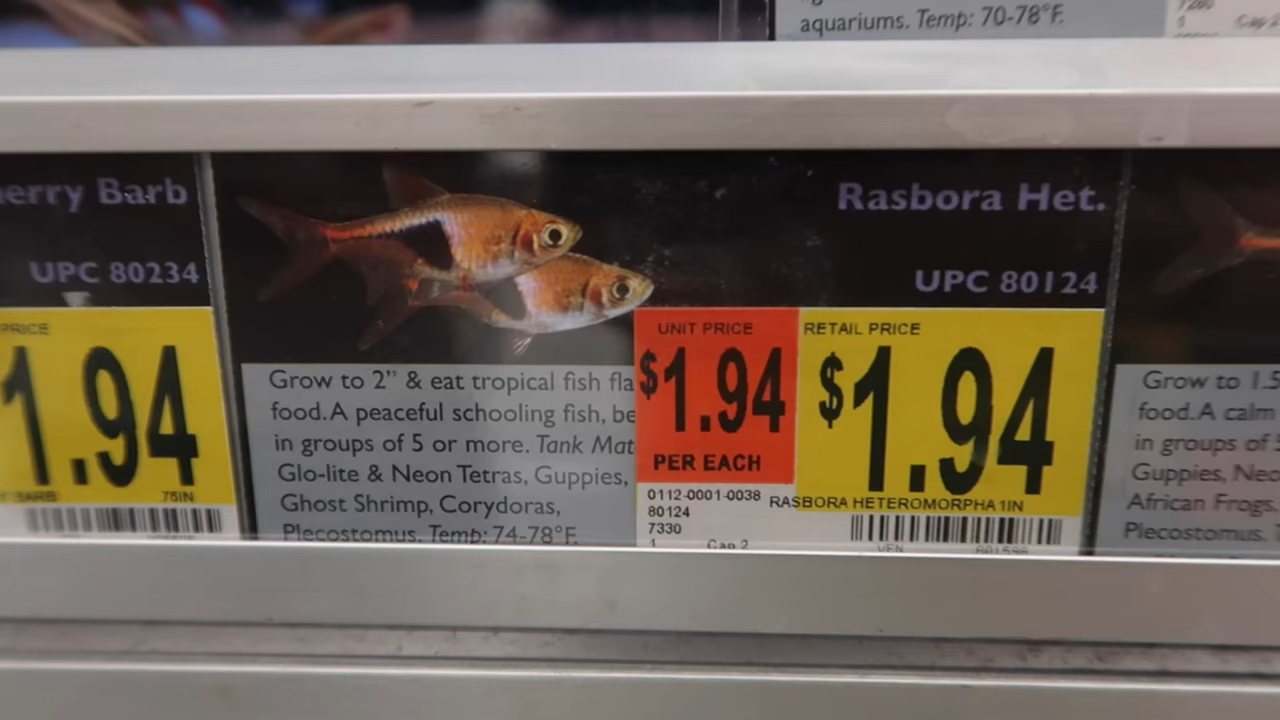 aquariums. Temp: 70-78°F.
erry Barb
UPC 80234
PRICE
1.94
BARB .75IN
Rasbora Het.
UPC 80124
Grow to 2" & eat tropical fish fla
food. A peaceful schooling fish, be
in groups of 5 or more. Tank Mat
Glo-lite & Neon Tetras, Guppies,
Ghost Shrimp, Corydoras,
Plecostomus. Temp: 74-78°F.
UNIT PRICE
$1.94
PER EACH
RETAIL PRICE
$1.94
0112-0001-0038
RASBORA HETEROMORPHA 1IN
80124
7330
1 Cap 2
VEN
Grow to 1.5
food. A calm
in groups of
Guppies, Neo
African Frogs.
Plecostomus.